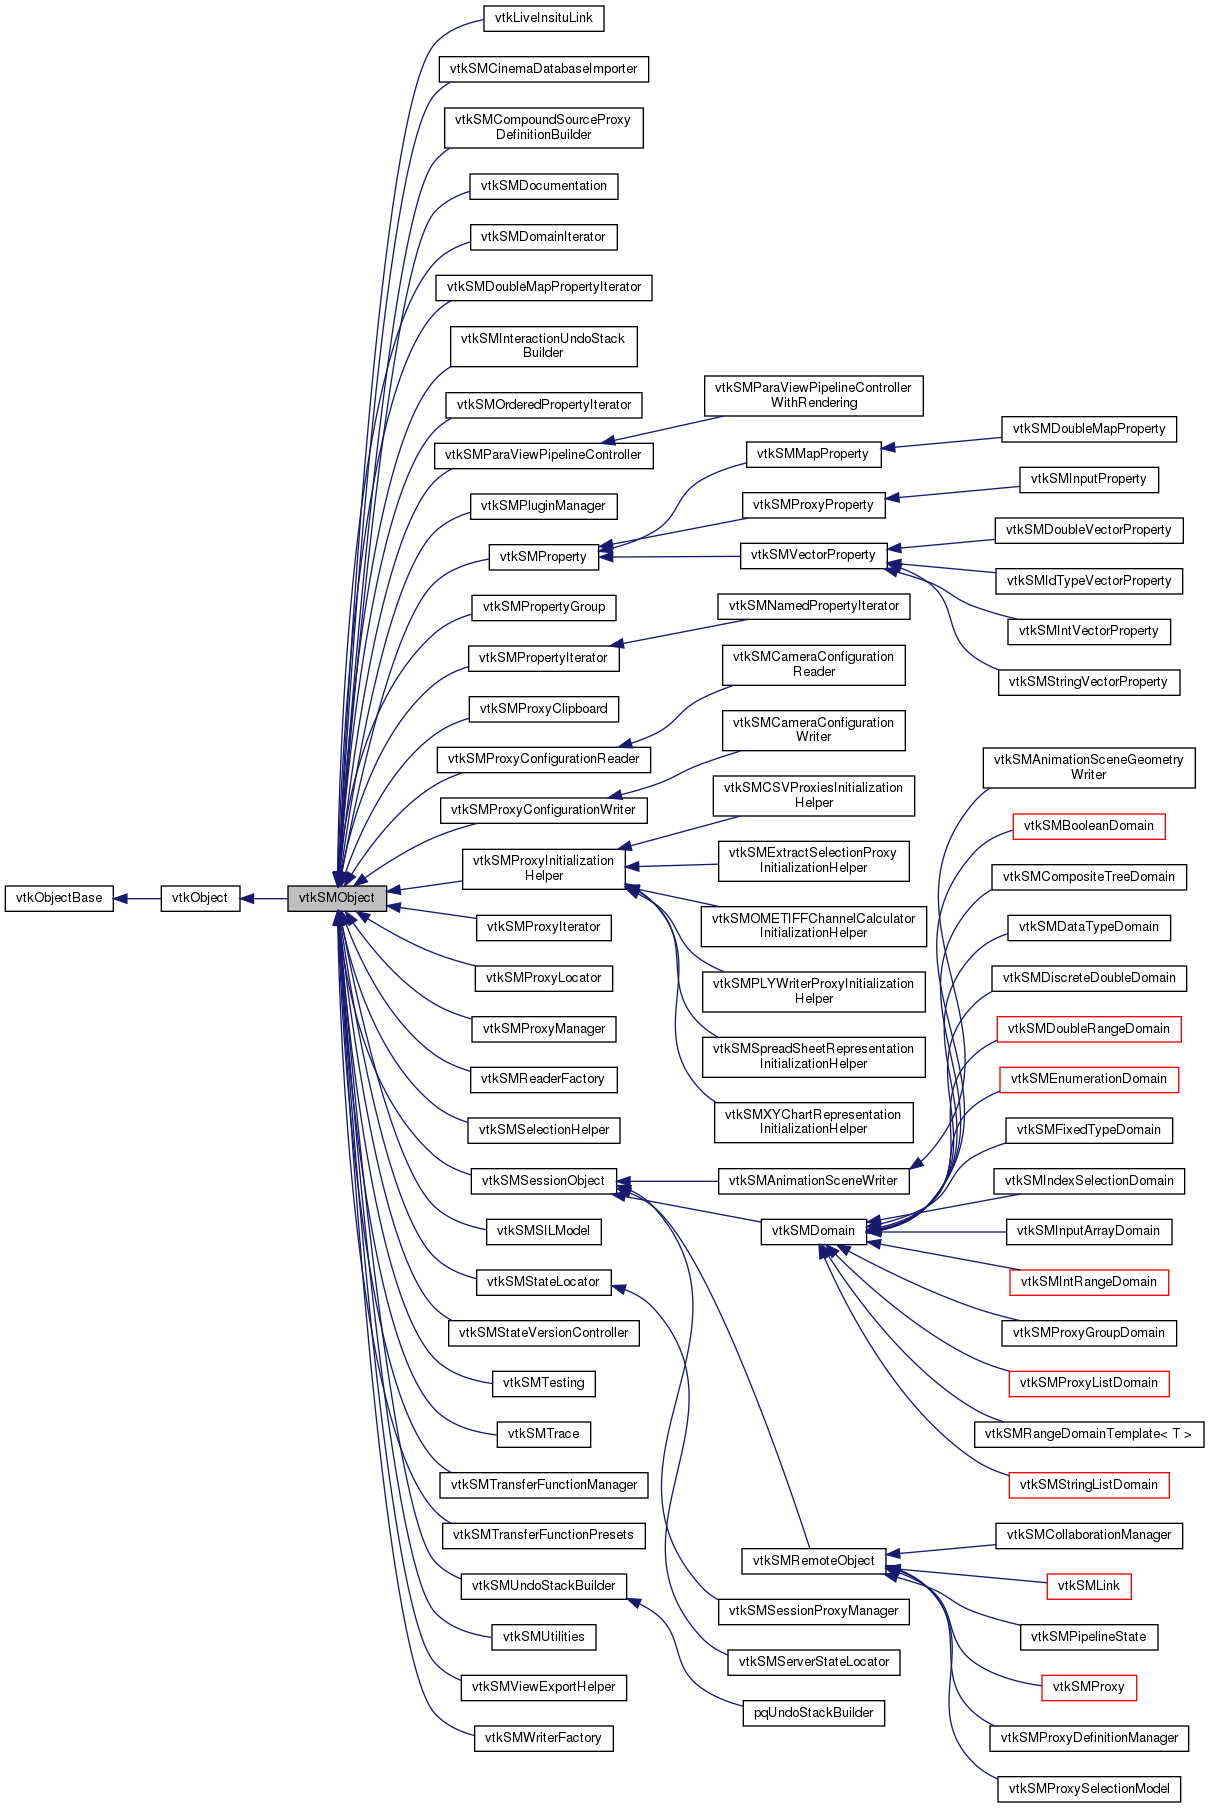 vtkObjectBase
vtkObject
vtkSMObject
vtkLiveInsituLink
vtkSMCinemaDatabaseImporter
vtkSMCompoundSourceProxy
DefinitionBuilder
vtkSMDocumentation
vtkSMDomainIterator
vtkSMDoubleMapPropertyIterator
vtkSMInteractionUndoStack
Builder
vtkSMOrderedPropertyIterator
vtkSMParaViewPipelineController
vtkSMPluginManager
vtkSMProperty
vtkSMPropertyGroup
vtkSMPropertyIterator
vtkSMProxyClipboard
vtkSMProxyConfigurationReader
vtkSMProxyConfigurationWriter
vtkSMProxyInitialization
Helper
vtkSMProxyIterator
vtkSMProxyLocator
vtkSMProxyManager
vtkSMReaderFactory
vtkSMSelectionHelper
vtkSMSessionObject
vtkSMSILModel
vtkSMStateLocator
vtkSMStateVersionController
vtkSMTesting
vtkSMTrace
vtkSMTransferFunctionManager
vtkSMTransferFunctionPresets
vtkSMUndoStackBuilder
vtkSMUtilities
vtkSMViewExportHelper
vtkSMWriterFactory
vtkSMParaViewPipelineController
WithRendering
vtkSMMapProperty
vtkSMProxyProperty
vtkSMVectorProperty
vtkSMNamedPropertyIterator
vtkSMCameraConfiguration
Reader
vtkSMCameraConfiguration
Writer
vtkSMCSVProxiesInitialization
Helper
vtkSMExtractSelectionProxy
InitializationHelper
vtkSMOMETIFFChannelCalculator
InitializationHelper
vtkSMPLYWriterProxyInitialization
Helper
vtkSMSpreadSheetRepresentation
InitializationHelper
vtkSMXYChartRepresentation
InitializationHelper
vtkSMAnimationSceneWriter
vtkSMDomain
vtkSMRemoteObject
vtkSMSessionProxyManager
vtkSMServerStateLocator
pqUndoStackBuilder
vtkSMDoubleMapProperty
vtkSMInputProperty
vtkSMDoubleVectorProperty
vtkSMIdTypeVectorProperty
vtkSMIntVectorProperty
vtkSMStringVectorProperty
vtkSMAnimationSceneGeometry
Writer
vtkSMBooleanDomain
vtkSMCompositeTreeDomain
vtkSMDataTypeDomain
vtkSMDiscreteDoubleDomain
vtkSMDoubleRangeDomain
vtkSMEnumerationDomain
vtkSMFixedTypeDomain
vtkSMIndexSelectionDomain
vtkSMInputArrayDomain
vtkSMIntRangeDomain
vtkSMProxyGroupDomain
vtkSMProxyListDomain
vtkSMRangeDomainTemplate< T >
vtkSMStringListDomain
vtkSMCollaborationManager
vtkSMLink
vtkSMPipelineState
vtkSMProxy
vtkSMProxyDefinitionManager
vtkSMProxySelectionModel